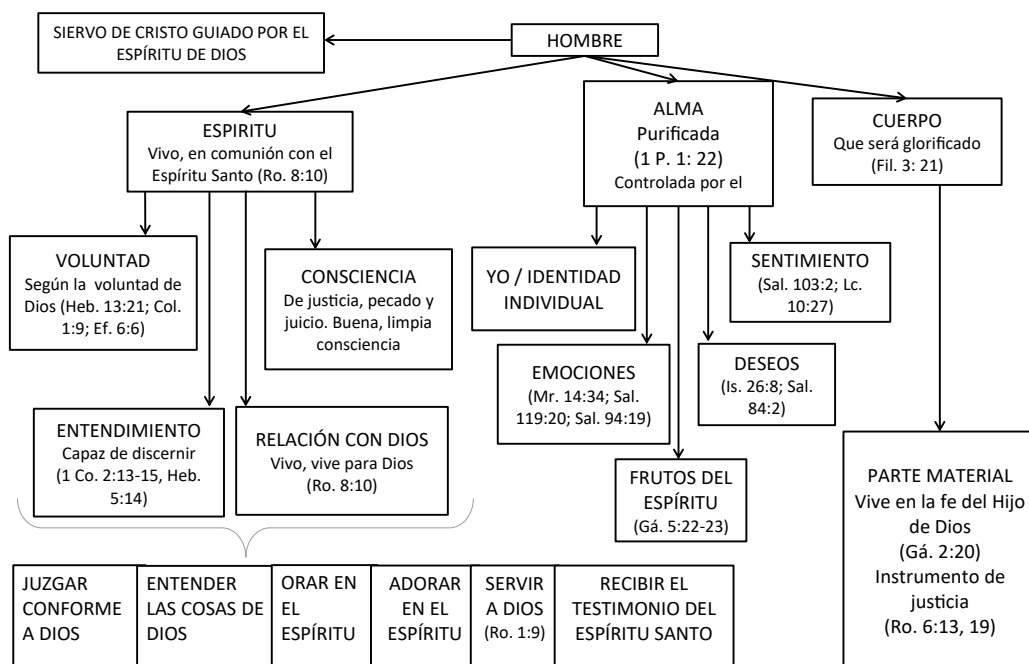 SIERVO DE CRISTO GUIADO POR EL
ESPÍRITU DE DIOS
HOMBRE
ESPIRITU
Vivo, en comunión con el
Espíritu Santo (Ro. 8:10)
ALMA
Purificada
(1 P. 1: 22)
Controlada por el
CUERPO
Que será glorificado
(Fil. 3: 21)
VOLUNTAD
Según la voluntad de
Dios (Heb. 13:21; Col.
1:9; Ef. 6:6)
CONSCIENCIA
De justicia, pecado y
juicio. Buena, limpia
consciencia
YO / IDENTIDAD
INDIVIDUAL
SENTIMIENTO
(Sal. 103:2; Lc.
10:27)
EMOCIONES
(Mr. 14:34; Sal.
119:20; Sal. 94:19)
DESEOS
(Is. 26:8; Sal.
84:2)
ENTENDIMIENTO
Capaz de discernir
(1 Co. 2:13-15, Heb.
5:14)
RELACIÓN CON DIOS
Vivo, vive para Dios
(Ro. 8:10)
FRUTOS DEL
ESPÍRITU
(Gá. 5:22-23)
PARTE MATERIAL
Vive en la fe del Hijo
de Dios
(Gá. 2:20)
Instrumento de
justicia
(Ro. 6:13, 19)
JUZGAR
CONFORME
A DIOS
ENTENDER
LAS COSAS DE
DIOS
ORAR EN
EL
ESPÍRITU
ADORAR
EN EL
ESPÍRITU
SERVIR
A DIOS
(Ro. 1:9)
RECIBIR EL
TESTIMONIO DEL
ESPÍRITU SANTO